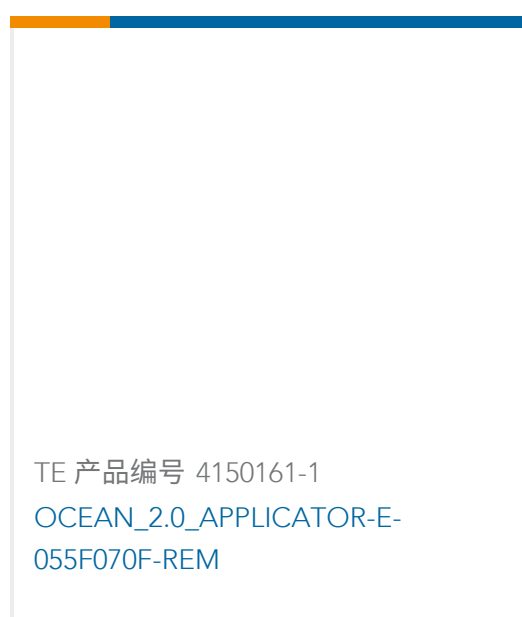 TE 产品编号 4150161-1
OCEAN_2.0_APPLICATOR-E-
055F070F-REM